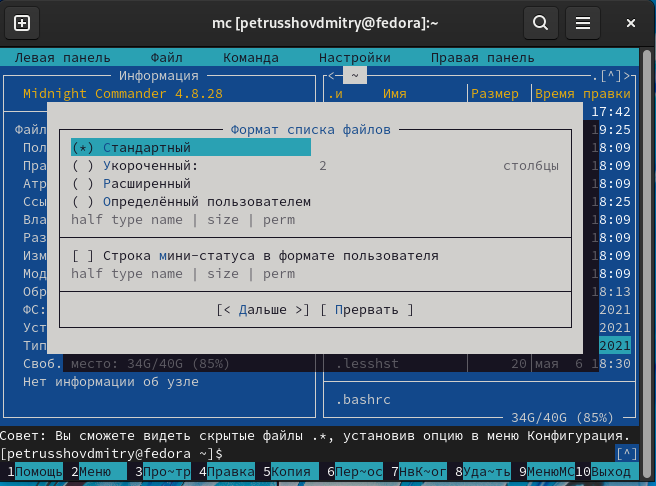 mc [petrusshovdmitry@fedora]:~
Левая панель Файл Команда Настройки Правая панель
Информация <─ ~ .[^]>
Midnight Commander 4.8.28 .и Имя Размер Время правки
17:42
Файл 19:25
Пол 18:09
Пра 18:09
Атр 18:09
Ссы 18:25
Вла 18:09
Раз 18:09
Изм 18:09
Мод 18:09
Обр 18:13
ФС: 2021
Уст 2021
Тип 2021
Формат списка файлов
(*) Стандартный
( ) Укороченный: 2 столбцы
( ) Расширенный
( ) Определённый пользователем
half type name | size | perm
[ ] Строка мини-статуса в формате пользователя
half type name | size | perm
[< Дальше >] [ Прервать ]
Своб. место: 34G/40G (85%) .lesshst 20 мая 6 18:30
Нет информации об узле
.bashrc
34G/40G (85%)
Совет: Вы сможете видеть скрытые файлы .*, установив опцию в меню Конфигурация.
[petrusshovdmitry@fedora ~]$ [^]
1Помощь 2Меню 3Про~тр 4Правка 5Копия 6Пер~ос 7НвК~ог 8Уда~ть 9МенюMC 10Выход